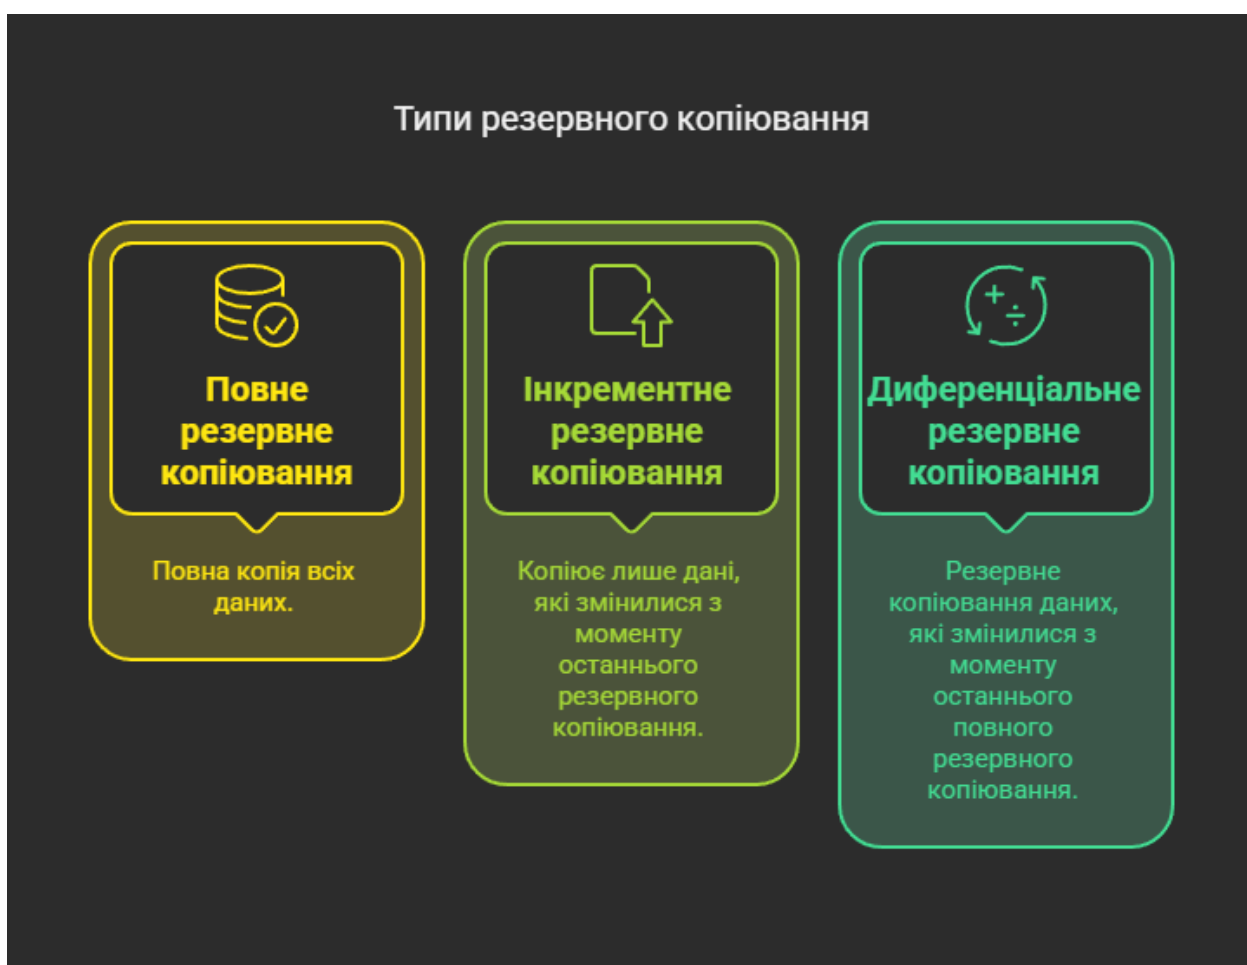 Типи резервного копіювання
Повне
резервне
копіювання
Повна копія всіх
даних.
Інкрементне
резервне
копіювання
Копіює лише дані,
які змінилися з
моменту
останнього
резервного
копіювання.
Диференціальне
резервне
копіювання
Резервне
копіювання даних,
які змінилися з
моменту
останнього
повного
резервного
копіювання.